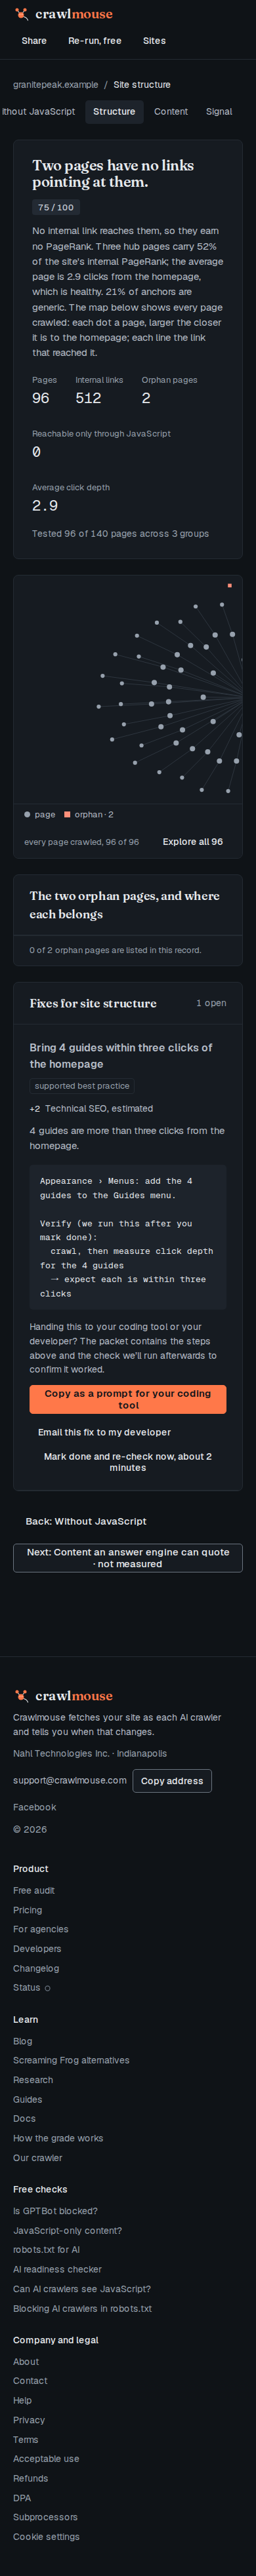 crawlmouse
Share Re-run, free Sites
granitepeak.example / Site structure
ithout JavaScript Structure Content Signal
Two pages have no links
pointing at them.
75 / 100
No internal link reaches them, so they earn
no PageRank. Three hub pages carry 52%
of the site's internal PageRank; the average
page is 2.9 clicks from the homepage,
which is healthy. 21% of anchors are
generic. The map below shows every page
crawled: each dot a page, larger the closer
it is to the homepage; each line the link
that reached it.
Pages Internal links Orphan pages
96 512 2
Reachable only through JavaScript
0
Average click depth
2.9
Tested 96 of 140 pages across 3 groups
page orphan · 2
every page crawled, 96 of 96 Explore all 96
The two orphan pages, and where
each belongs
0 of 2 orphan pages are listed in this record.
Fixes for site structure 1 open
Bring 4 guides within three clicks of
the homepage
supported best practice
+2 Technical SEO, estimated
4 guides are more than three clicks from the
homepage.
Appearance › Menus: add the 4
guides to the Guides menu.
Verify (we run this after you
mark done):
crawl, then measure click depth
for the 4 guides
→ expect each is within three
clicks
Handing this to your coding tool or your
developer? The packet contains the steps
above and the check we'll run afterwards to
confirm it worked.
Copy as a prompt for your coding
tool
Email this fix to my developer
Mark done and re-check now, about 2
minutes
Back: Without JavaScript
Next: Content an answer engine can quote
· not measured
crawlmouse
Crawlmouse fetches your site as each AI crawler
and tells you when that changes.
Nahl Technologies Inc. · Indianapolis
support@crawlmouse.com Copy address
Facebook
© 2026
Product
Free audit
Pricing
For agencies
Developers
Changelog
Status
Learn
Blog
Screaming Frog alternatives
Research
Guides
Docs
How the grade works
Our crawler
Free checks
Is GPTBot blocked?
JavaScript-only content?
robots.txt for AI
AI readiness checker
Can AI crawlers see JavaScript?
Blocking AI crawlers in robots.txt
Company and legal
About
Contact
Help
Privacy
Terms
Acceptable use
Refunds
DPA
Subprocessors
Cookie settings